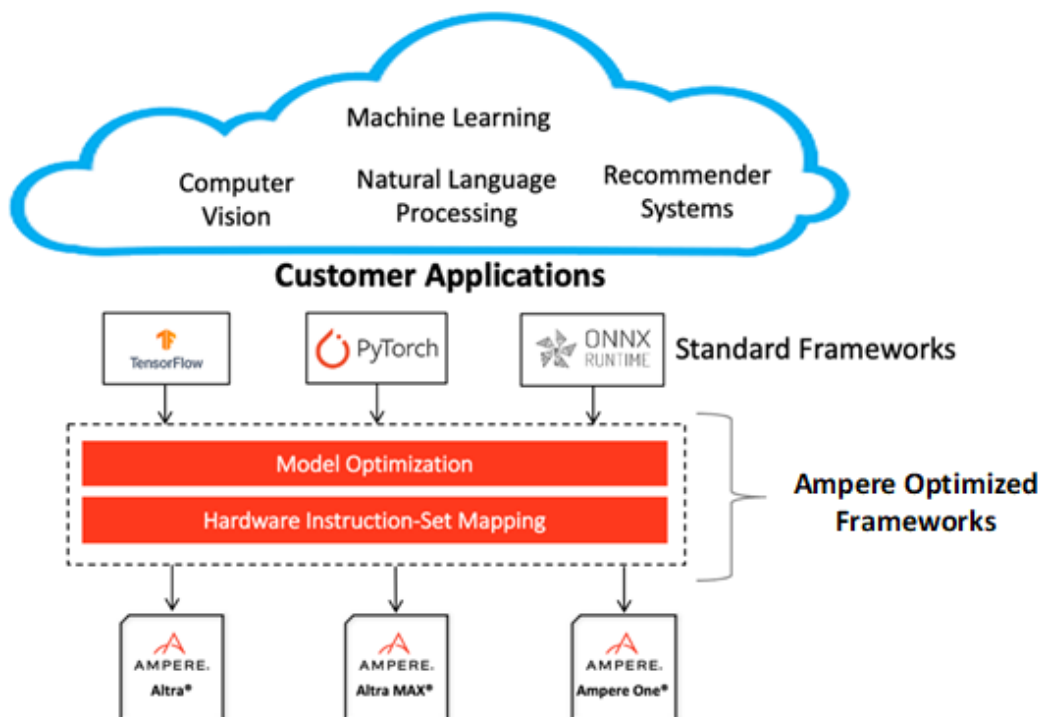 Machine Learning
Computer
Vision
Natural Language
Processing
Recommender
Systems
Customer Applications
TensorFlow
PyTorch
ONNX
RUNTIME
Standard Frameworks
Model Optimization
Hardware Instruction-Set Mapping
Ampere Optimized
Frameworks
AMPERE.
Altra®
AMPERE.
Altra MAX®
AMPERE.
Ampere One®